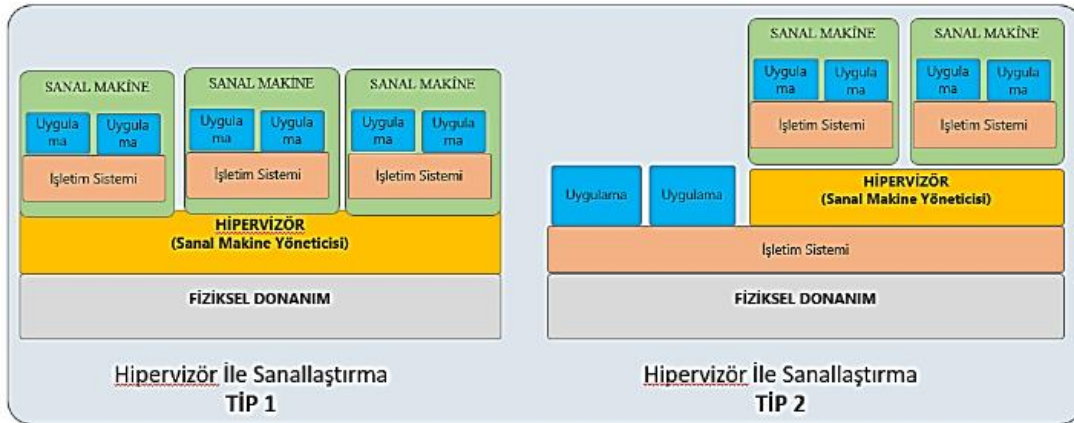 SANAL MAKİNE
Uygula
ma
Uygula
ma
İşletim Sistemi
SANAL MAKİNE
Uygula
ma
Uygula
ma
İşletim Sistemi
SANAL MAKİNE
Uygula
ma
Uygula
ma
İşletim Sistemi
HİPERVİZÖR
(Sanal Makine Yöneticisi)
FİZİKSEL DONANIM
Hipervizör İle Sanallaştırma
TİP 1
SANAL MAKİNE
Uygula
ma
Uygula
ma
İşletim Sistemi
SANAL MAKİNE
Uygula
ma
Uygula
ma
İşletim Sistemi
Uygulama
Uygulama
HİPERVİZÖR
(Sanal Makine Yöneticisi)
İşletim Sistemi
FİZİKSEL DONANIM
Hipervizör İle Sanallaştırma
TİP 2